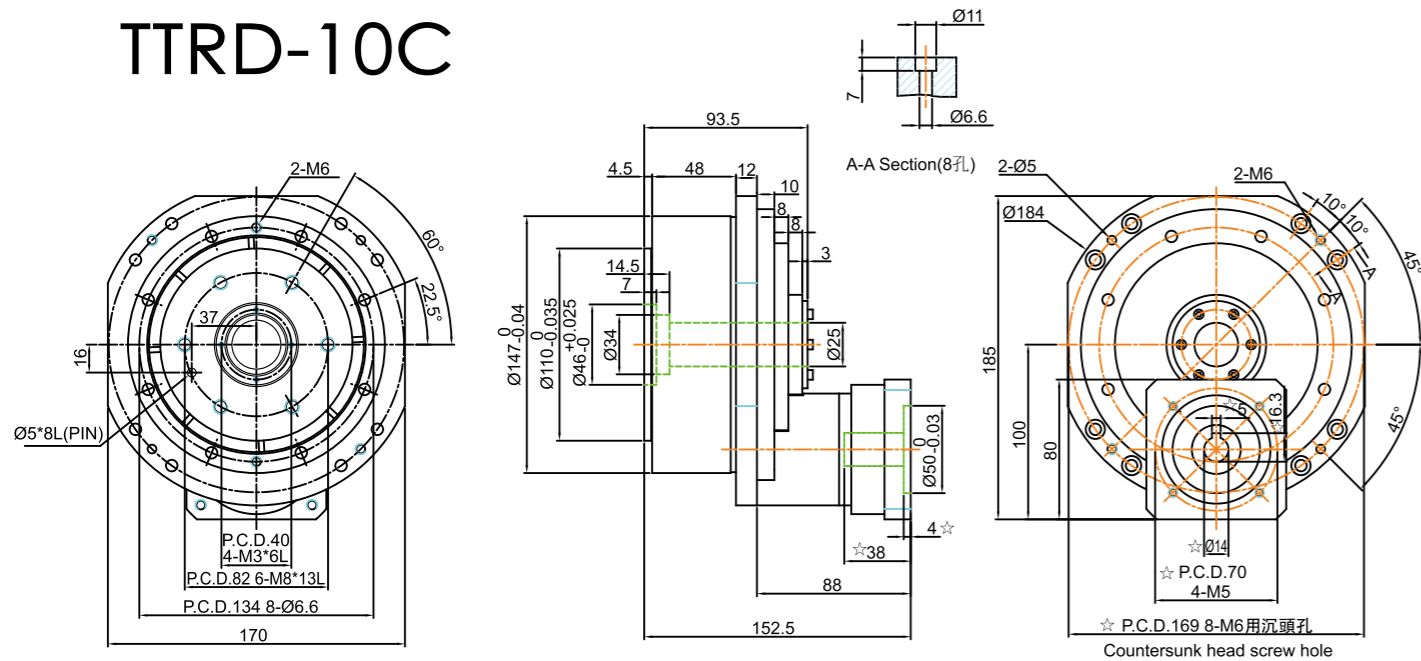 TTRD-10C
2-M6
60°
22.5°
37
16
Ø5*8L(PIN)
P.C.D.40
4-M3*6L
P.C.D.82 6-M8*13L
P.C.D.134 8-Ø6.6
170
93.5
4.5
48
12
10
8
8
3
14.5
7
Ø147 0 -0.04
Ø110 0 -0.035
Ø46 +0.025 -0
Ø34
Ø25
Ø50 0 -0.03
4☆
☆38
88
152.5
Ø11
7
Ø6.6
A-A Section(8孔)
2-Ø5
2-M6
Ø184
10°
10°
A
A
45°
45°
185
100
80
☆5
☆16.3
☆Ø14
☆ P.C.D.70
4-M5
☆ P.C.D.169 8-M6用沉頭孔
Countersunk head screw hole